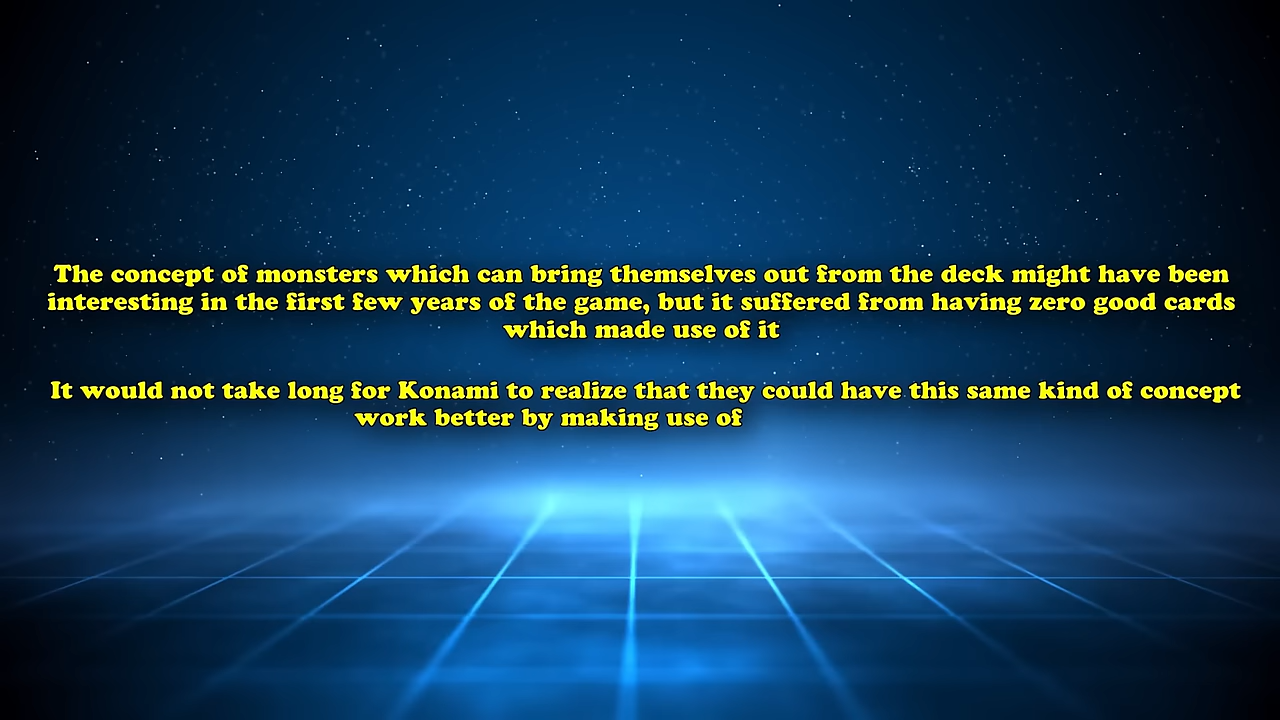 The concept of monsters which can bring themselves out from the deck might have been
interesting in the first few years of the game, but it suffered from having zero good cards
which made use of it
It would not take long for Konami to realize that they could have this same kind of concept
work better by making use of